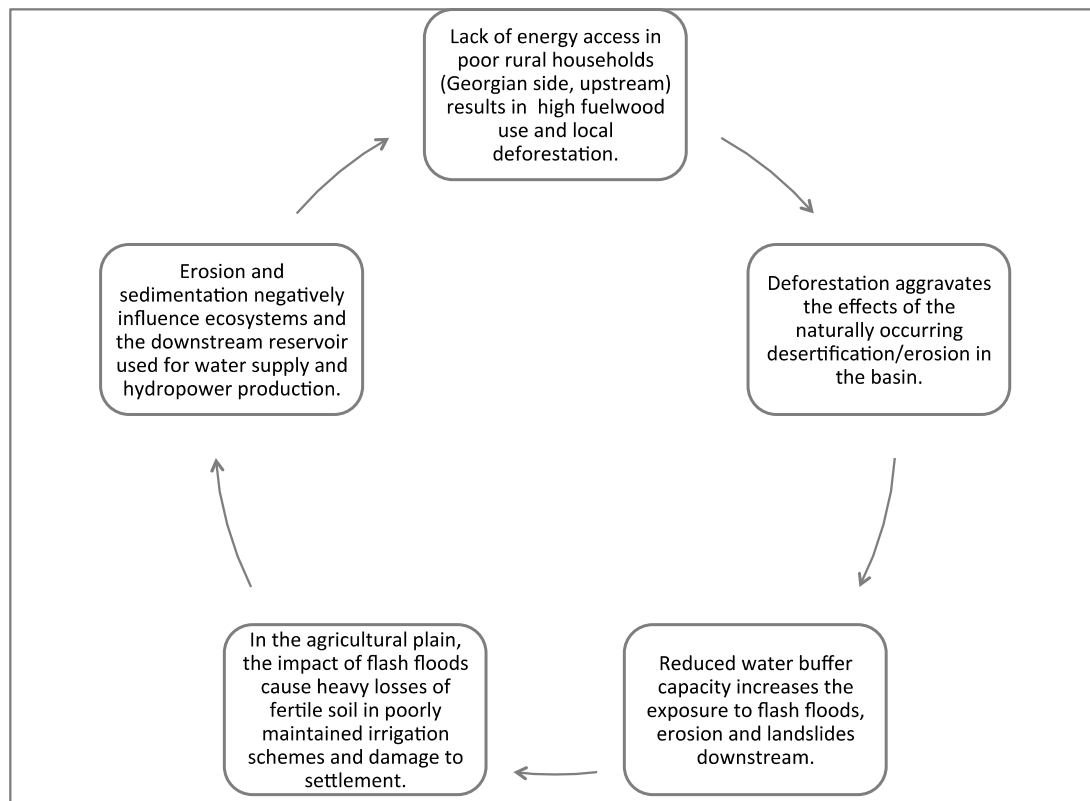 Lack of energy access in
poor rural households
(Georgian side, upstream)
results in  high fuelwood
use and local
deforestation.
Deforestation aggravates
the effects of the
naturally occurring
desertification/erosion in
the basin.
Reduced water buffer
capacity increases the
exposure to flash floods,
erosion and landslides
downstream.
In the agricultural plain,
the impact of flash floods
cause heavy losses of
fertile soil in poorly
maintained irrigation
schemes and damage to
settlement.
Erosion and
sedimentation negatively
influence ecosystems and
the downstream reservoir
used for water supply and
hydropower production.